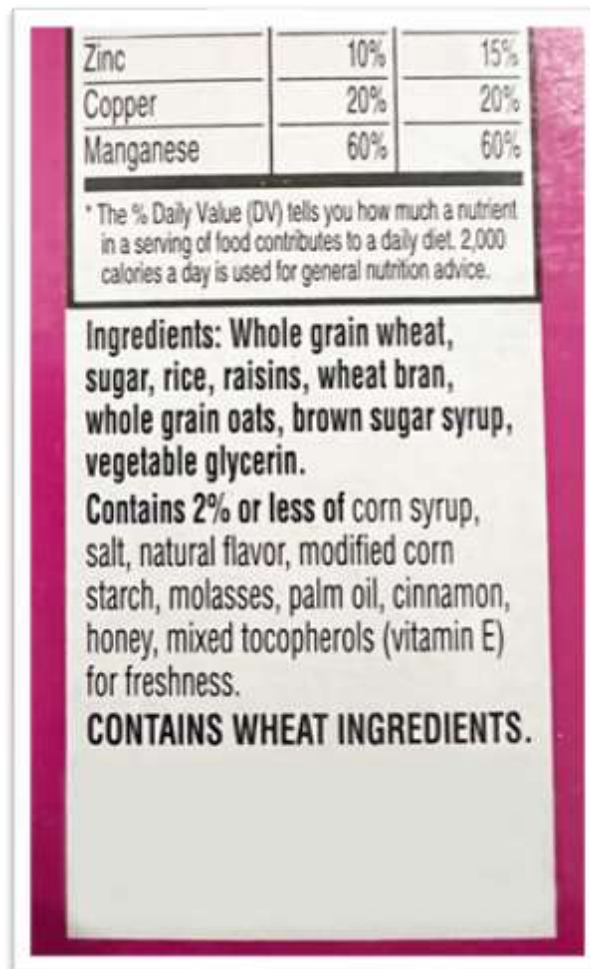 Zinc 10% 15%
Copper 20% 20%
Manganese 60% 60%
* The % Daily Value (DV) tells you how much a nutrient
in a serving of food contributes to a daily diet. 2,000
calories a day is used for general nutrition advice.
Ingredients: Whole grain wheat,
sugar, rice, raisins, wheat bran,
whole grain oats, brown sugar syrup,
vegetable glycerin.
Contains 2% or less of corn syrup,
salt, natural flavor, modified corn
starch, molasses, palm oil, cinnamon,
honey, mixed tocopherols (vitamin E)
for freshness.
CONTAINS WHEAT INGREDIENTS.